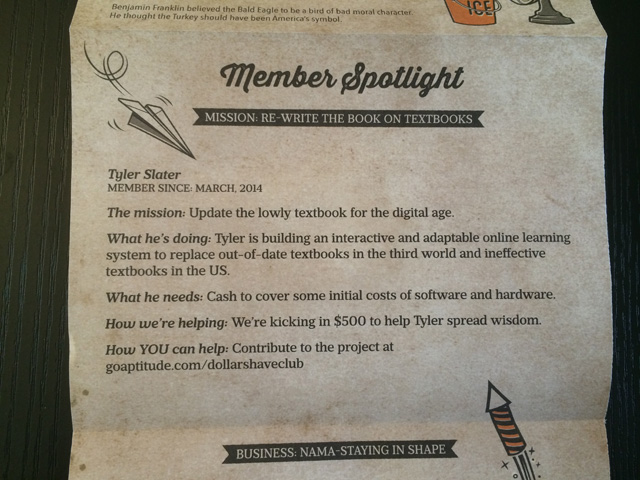 Benjamin Franklin believed the Bald Eagle to be a bird of bad moral character.
He thought the Turkey should have been America's symbol.
ICE
Member Spotlight
MISSION: RE-WRITE THE BOOK ON TEXTBOOKS
Tyler Slater
MEMBER SINCE: MARCH, 2014
The mission: Update the lowly textbook for the digital age.
What he's doing: Tyler is building an interactive and adaptable online learning
system to replace out-of-date textbooks in the third world and ineffective
textbooks in the US.
What he needs: Cash to cover some initial costs of software and hardware.
How we're helping: We're kicking in $500 to help Tyler spread wisdom.
How YOU can help: Contribute to the project at
goaptitude.com/dollarshaveclub
BUSINESS: NAMA-STAYING IN SHAPE